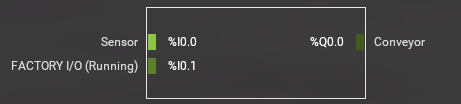 Sensor %I0.0 %Q0.0 Conveyor
FACTORY I/O (Running) %I0.1